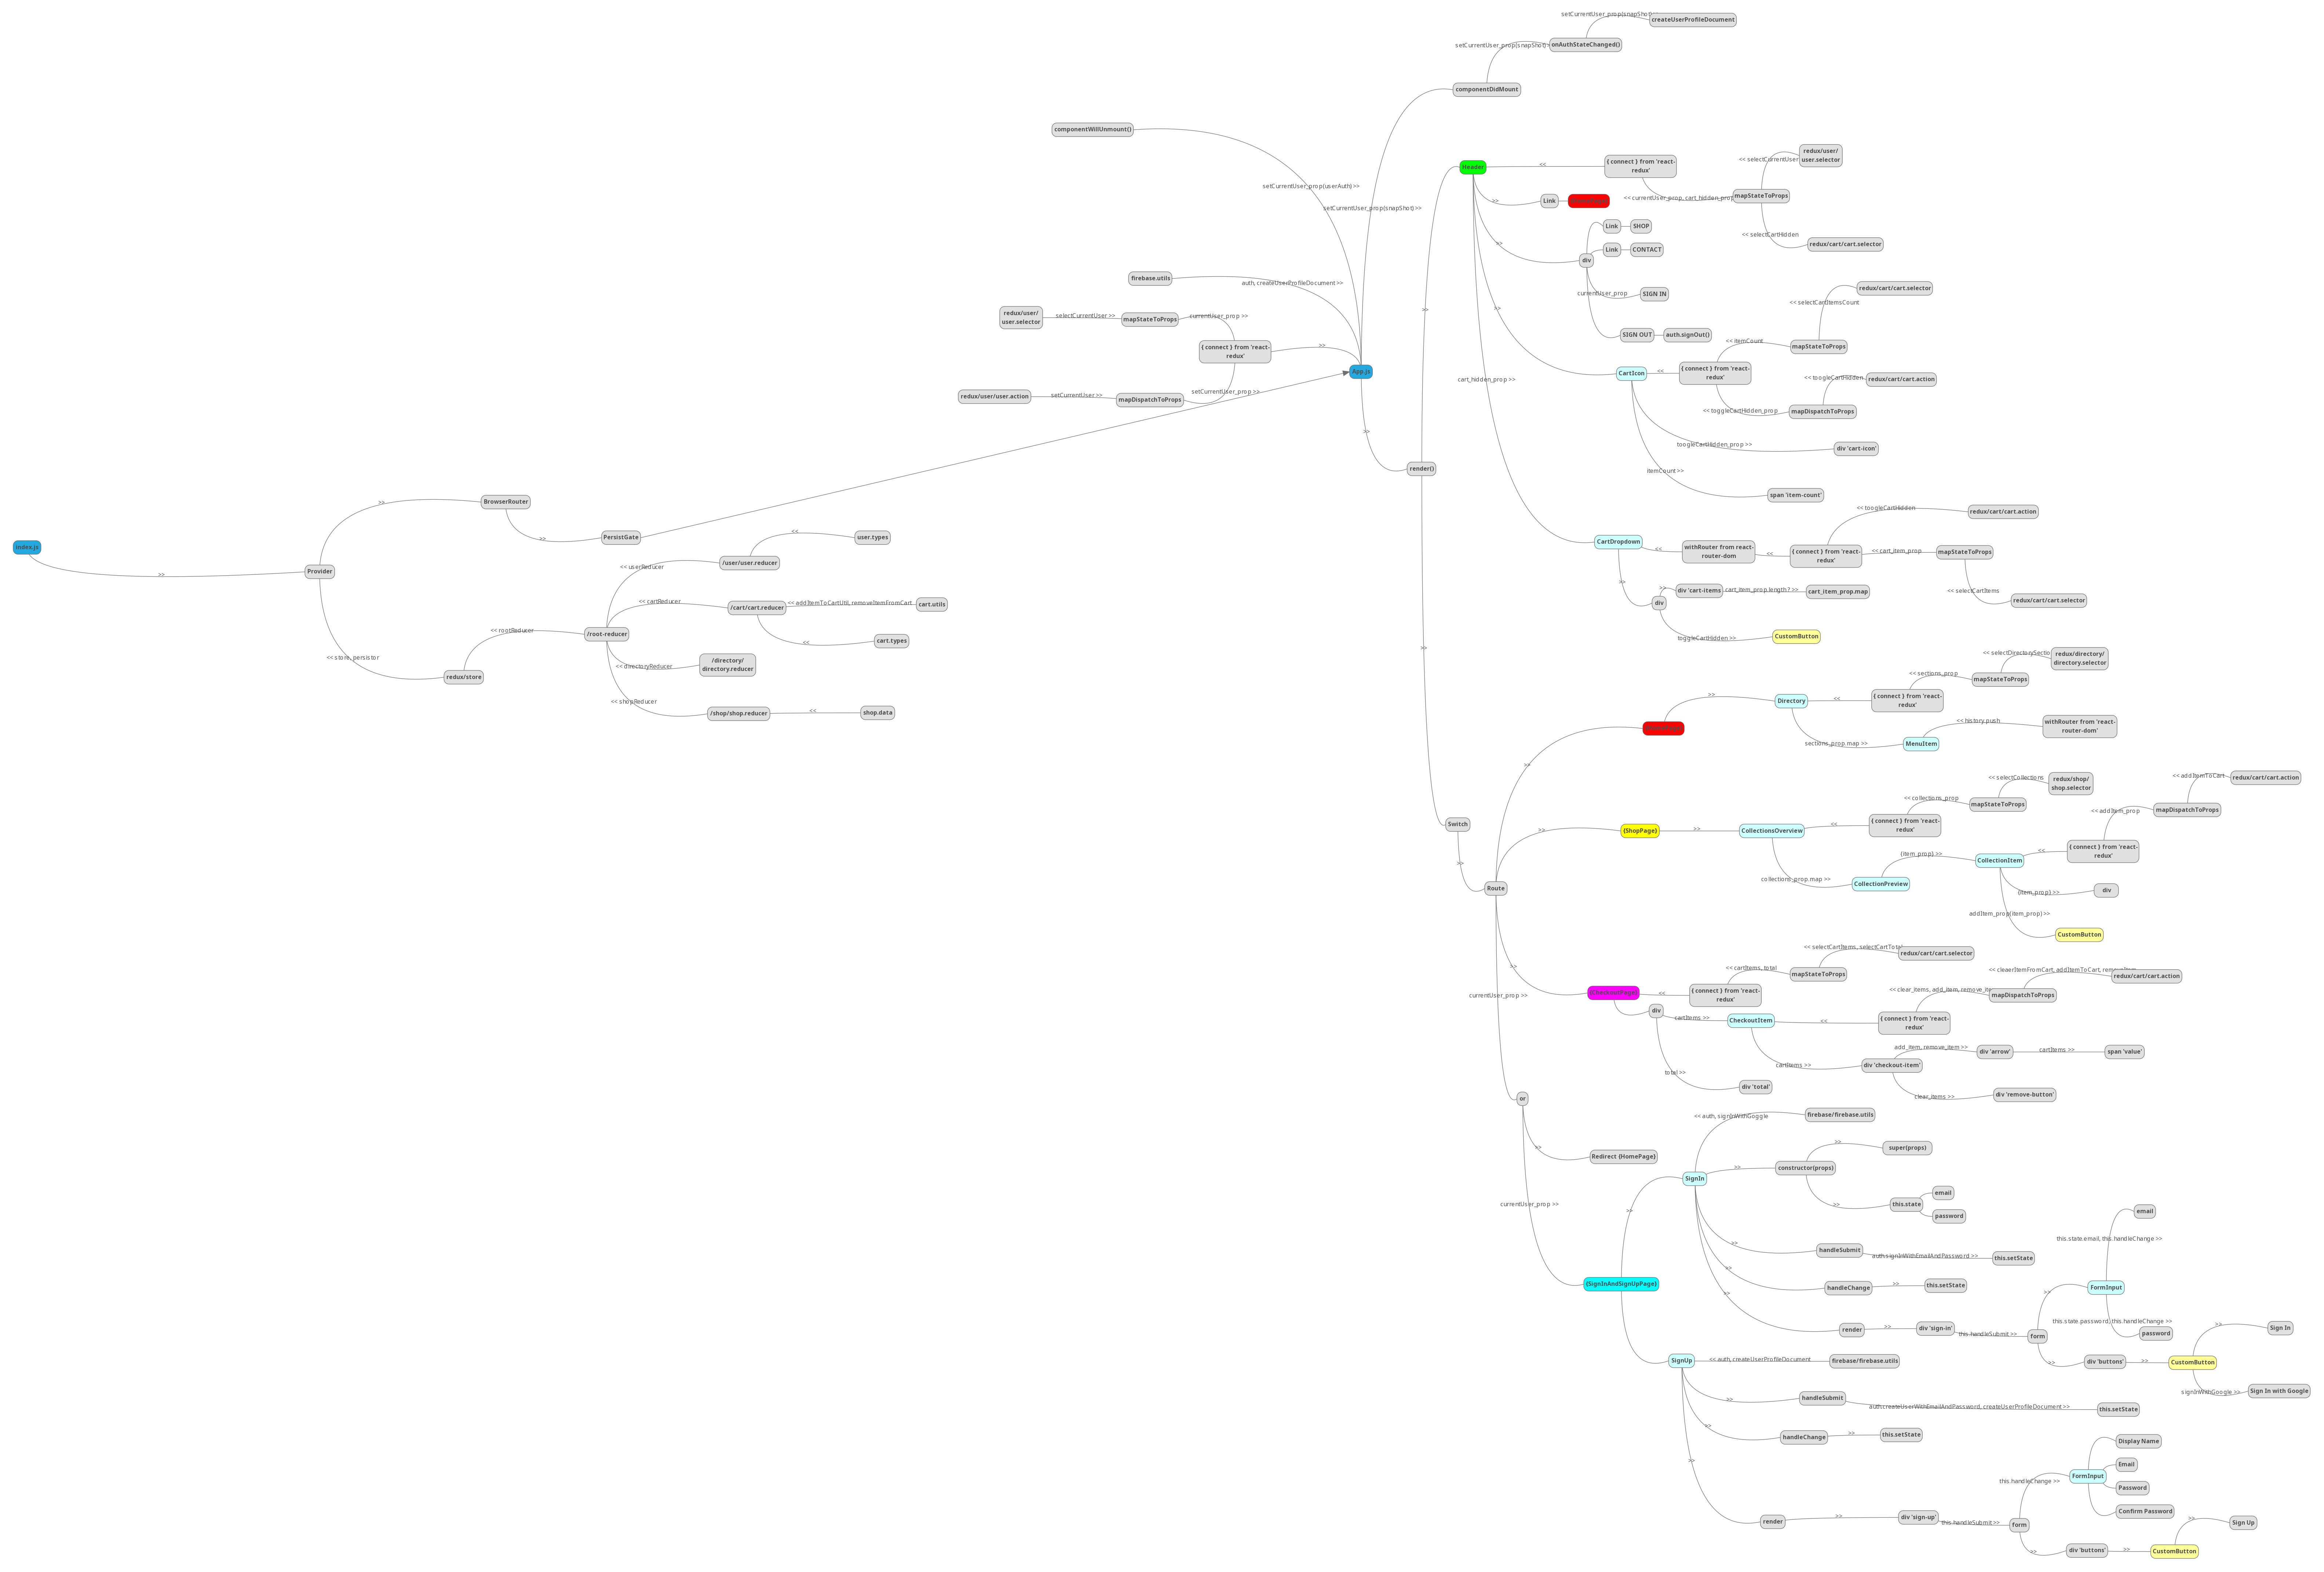 setCurrentUser_prop(snapShot)
createUserProfileDocument
setCurrentUser_prop(snapShot)
onAuthStateChanged()
componentDidMount
componentWillUnmount()
setCurrentUser_prop(userAuth) >>
setCurrentUser_prop(snapShot) >>
firebase.utils
auth, createUserProfileDocument >>
redux/user/
user.selector
selectCurrentUser >>
mapStateToProps
currentUser_prop >>
{ connect } from 'react-
redux'
>>
App.js
redux/user/user.action
setCurrentUser >>
mapDispatchToProps
setCurrentUser_prop >>
>>
render()
index.js
>>
Provider
>>
BrowserRouter
>>
PersistGate
<< store, persistor
redux/store
<< rootReducer
/root-reducer
<< userReducer
/user/user.reducer
<<
user.types
<< cartReducer
/cart/cart.reducer
<< addItemToCartUtil, removeItemFromCart
cart.utils
<<
cart.types
<< directoryReducer
/directory/
directory.reducer
<< shopReducer
/shop/shop.reducer
<<
shop.data
>>
Header
<<
{ connect } from 'react-
redux'
<< currentUser_prop, cart_hidden_prop
mapStateToProps
<< selectCurrentUser
redux/user/
user.selector
<< selectCartHidden
redux/cart/cart.selector
>>
Link
>>
div
Link
SHOP
Link
CONTACT
currentUser_prop
SIGN IN
SIGN OUT
auth.signOut()
>>
CartIcon
<<
{ connect } from 'react-
redux'
<< itemCount
mapStateToProps
<< selectCartItemsCount
redux/cart/cart.selector
<< toggleCartHidden_prop
mapDispatchToProps
<< toogleCartHidden
redux/cart/cart.action
toogleCartHidden_prop >>
div 'cart-icon'
itemCount >>
span 'item-count'
cart_hidden_prop >>
CartDropdown
<<
withRouter from react-
router-dom
<<
{ connect } from 'react-
redux'
<< toogleCartHidden
redux/cart/cart.action
<< cart_item_prop
mapStateToProps
<< selectCartItems
redux/cart/cart.selector
>>
div
>>
div 'cart-items
cart_item_prop.length? >>
cart_item_prop.map
toggleCartHidden >>
CustomButton
>>
Switch
>>
Route
>>
>>
Directory
<<
{ connect } from 'react-
redux'
<< sections_prop
mapStateToProps
<< selectDirectorySectio
redux/directory/
directory.selector
sections_prop.map >>
MenuItem
<< history.push
withRouter from 'react-
router-dom'
>>
{ShopPage}
>>
CollectionsOverview
<<
{ connect } from 'react-
redux'
<< collections_prop
mapStateToProps
<< selectCollections
redux/shop/
shop.selector
collections_prop.map >>
CollectionPreview
{item_prop} >>
CollectionItem
<<
{ connect } from 'react-
redux'
<< addItem_prop
mapDispatchToProps
<< addItemToCart
redux/cart/cart.action
{item_prop} >>
div
addItem_prop(item_prop) >>
CustomButton
>>
{CheckoutPage}
<<
{ connect } from 'react-
redux'
<< cartItems, total
mapStateToProps
<< selectCartItems, selectCartTotal
redux/cart/cart.selector
div
cartItems >>
CheckoutItem
<<
{ connect } from 'react-
redux'
<< clear_items, add_item, remove_ite
mapDispatchToProps
<< cleaerItemFromCart, addItemToCart, removeItem
redux/cart/cart.action
cartItems >>
div 'checkout-item'
add_item, remove_item >>
div 'arrow'
cartItems >>
span 'value'
clear_items >>
div 'remove-button'
total >>
div 'total'
currentUser_prop >>
or
>>
Redirect {HomePage}
currentUser_prop >>
{SignInAndSignUpPage}
>>
SignIn
<< auth, signInWithGoggle
firebase/firebase.utils
>>
constructor(props)
>>
super(props)
>>
this.state
email
password
>>
handleSubmit
auth.signInWithEmailAndPassword >>
this.setState
>>
handleChange
>>
this.setState
>>
render
>>
div 'sign-in'
this.handleSubmit >>
form
>>
FormInput
this.state.email, this.handleChange >>
email
this.state.password, this.handleChange >>
password
>>
div 'buttons'
>>
CustomButton
>>
Sign In
signInWithGoogle >>
Sign In with Google
SignUp
<< auth, createUserProfileDocument
firebase/firebase.utils
>>
handleSubmit
auth.createUserWithEmailAndPassword, createUserProfileDocument >>
this.setState
>>
handleChange
>>
this.setState
>>
render
>>
div 'sign-up'
this.handleSubmit >>
form
this.handleChange >>
FormInput
Display Name
Email
Password
Confirm Password
>>
div 'buttons'
>>
CustomButton
>>
Sign Up